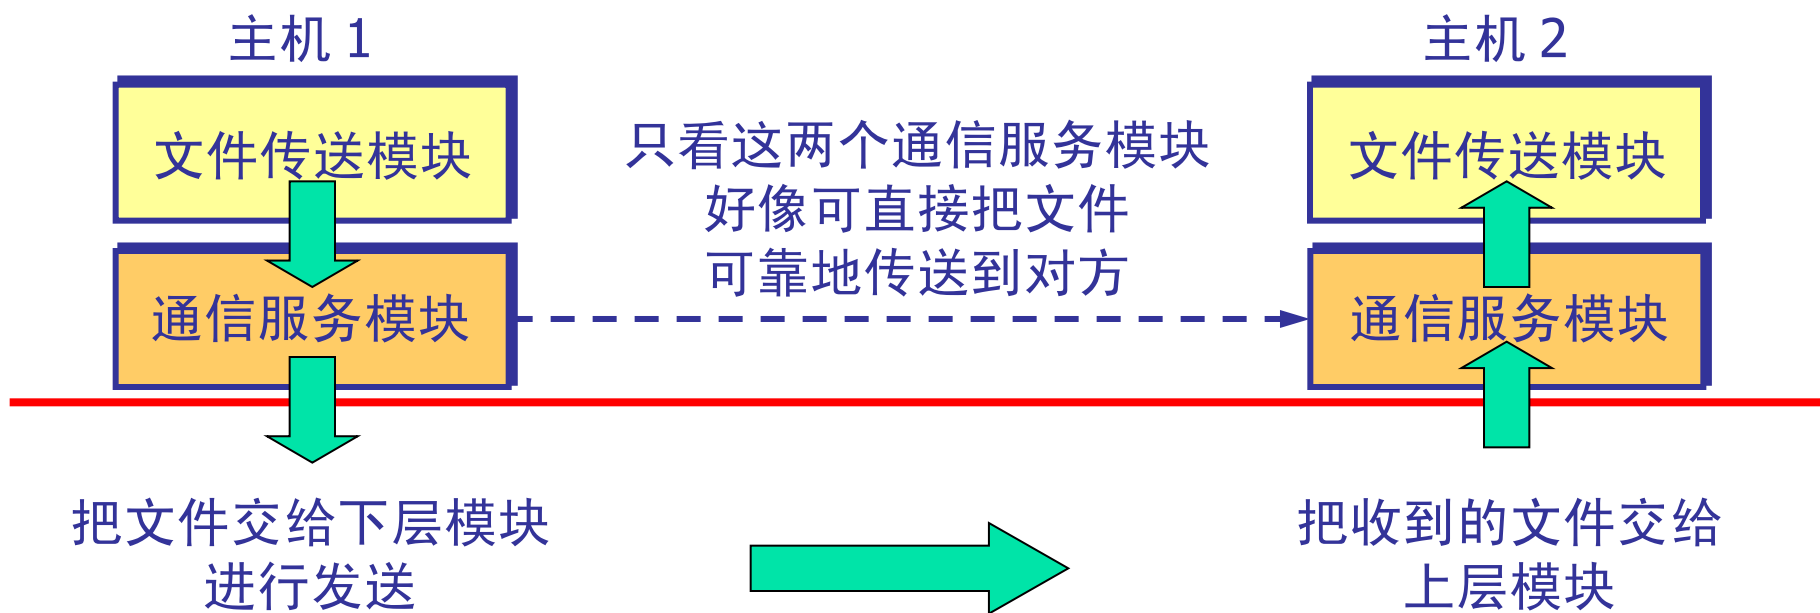 主机 1
主机 2
文件传送模块
只看这两个通信服务模块
好像可直接把文件
可靠地传送到对方
文件传送模块
通信服务模块
通信服务模块
把文件交给下层模块
进行发送
把收到的文件交给
上层模块